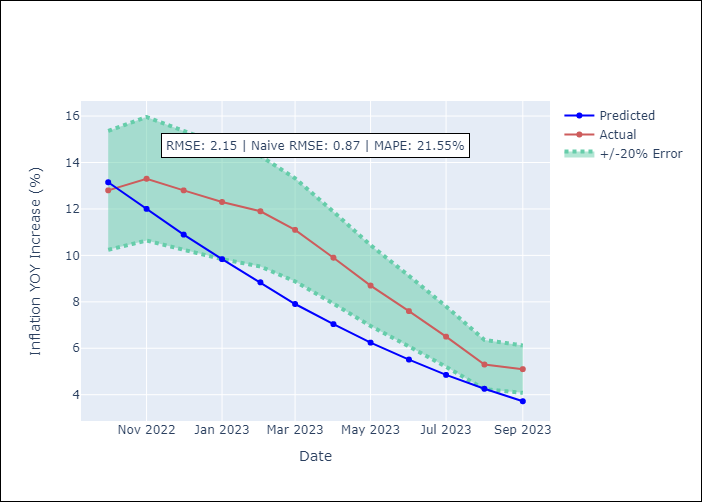 RMSE: 2.15 | Naive RMSE: 0.87 | MAPE: 21.55%
Predicted
Actual
+/-20% Error
Inflation YOY Increase (%)
16
14
12
10
8
6
4
Nov 2022 Jan 2023 Mar 2023 May 2023 Jul 2023 Sep 2023
Date